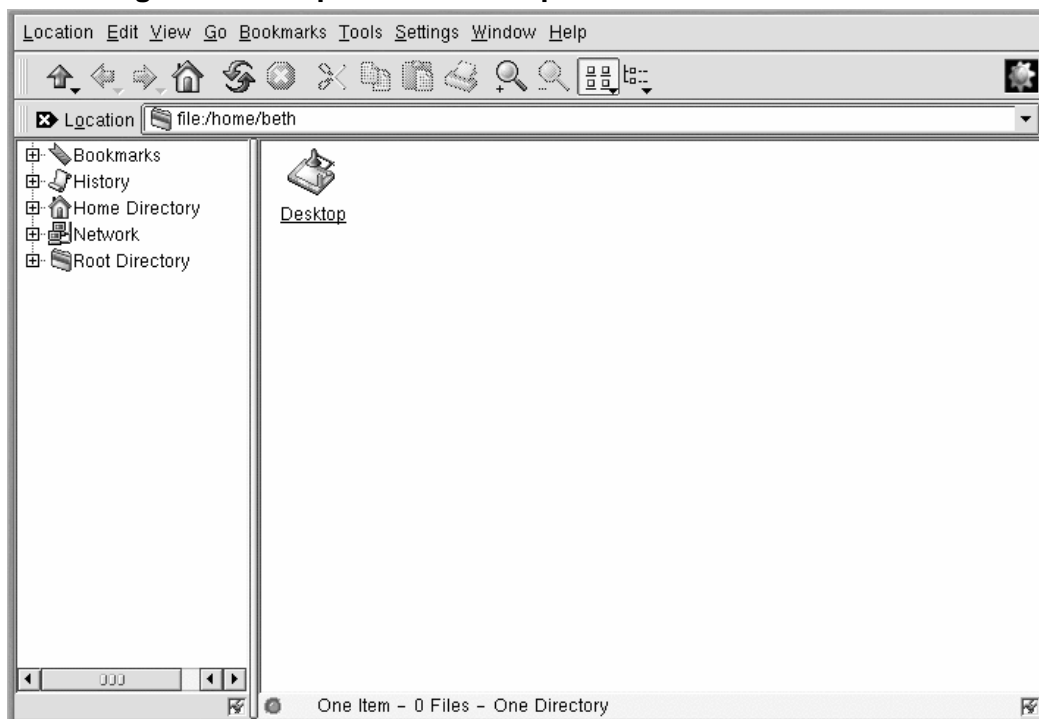 Location Edit View Go Bookmarks Tools Settings Window Help
Location file:/home/beth
Bookmarks
History
Home Directory
Network
Root Directory
Desktop
One Item – 0 Files – One Directory